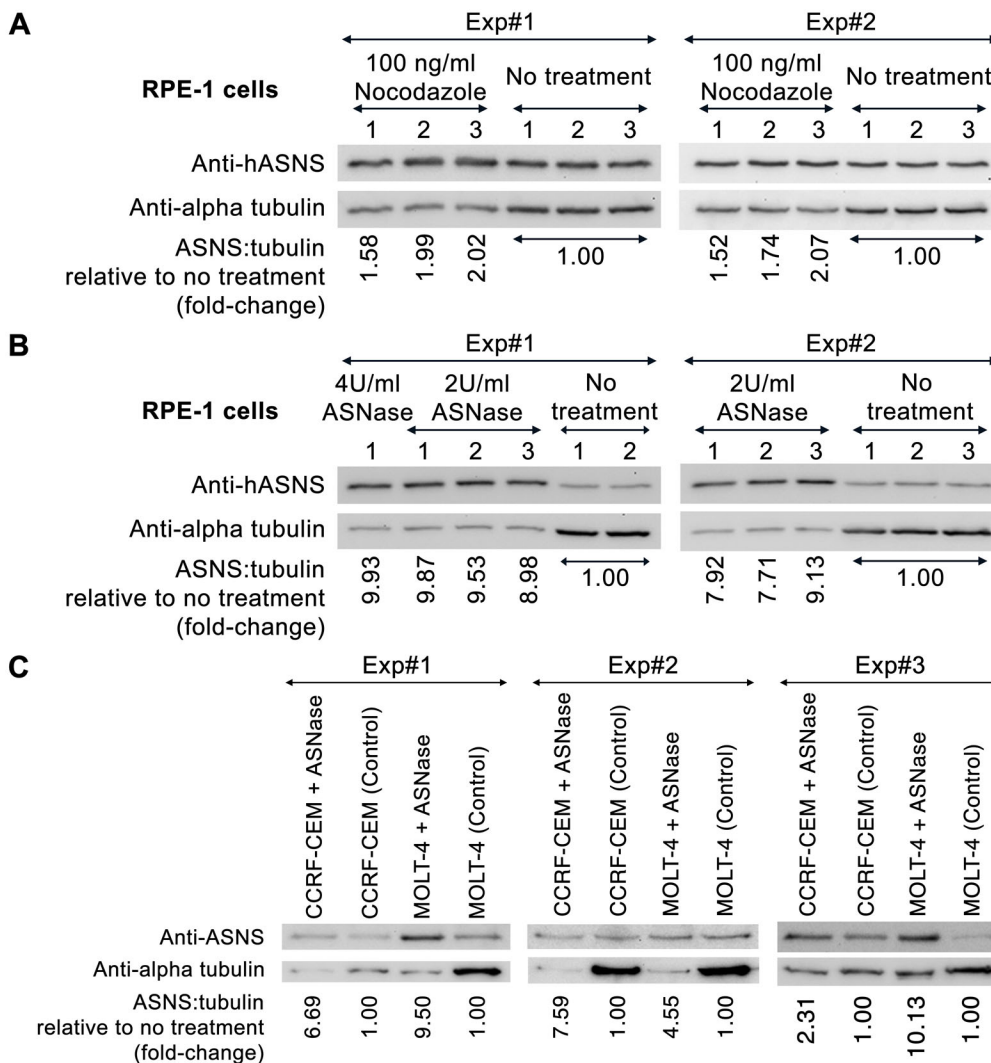 A
Exp#1 Exp#2
100 ng/ml Nocodazole No treatment 100 ng/ml Nocodazole No treatment
RPE-1 cells
1 2 3 1 2 3 1 2 3 1 2 3
Anti-hASNS
Anti-alpha tubulin
ASNS:tubulin
relative to no treatment
(fold-change)
1.58 1.99 2.02 1.00 1.52 1.74 2.07 1.00
B
Exp#1 Exp#2
4U/ml ASNase 2U/ml ASNase No treatment 2U/ml ASNase No treatment
RPE-1 cells
1 1 2 3 1 2 1 2 3 1 2 3
Anti-hASNS
Anti-alpha tubulin
ASNS:tubulin
relative to no treatment
(fold-change)
9.93 9.87 9.53 8.98 1.00 7.92 7.71 9.13 1.00
C
Exp#1 Exp#2 Exp#3
CCRF-CEM + ASNase
CCRF-CEM (Control)
MOLT-4 + ASNase
MOLT-4 (Control)
CCRF-CEM + ASNase
CCRF-CEM (Control)
MOLT-4 + ASNase
MOLT-4 (Control)
CCRF-CEM + ASNase
CCRF-CEM (Control)
MOLT-4 + ASNase
MOLT-4 (Control)
Anti-ASNS
Anti-alpha tubulin
ASNS:tubulin
relative to no treatment
(fold-change)
6.69 1.00 9.50 1.00 7.59 1.00 4.55 1.00 2.31 1.00 10.13 1.00